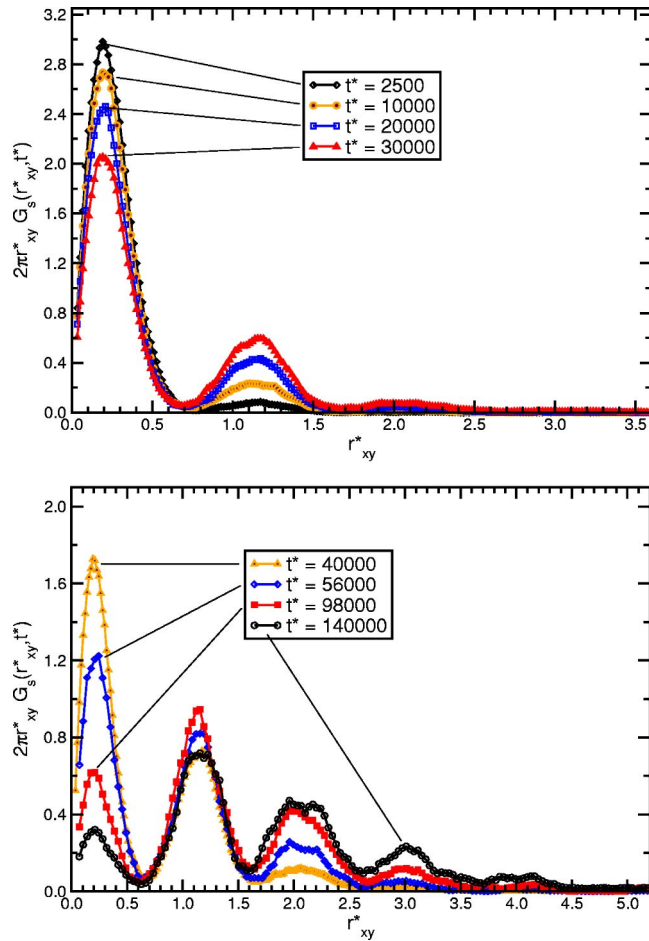 3.2
2.8
2.4
2.0
1.6
1.2
0.8
0.4
0.0
2πr*xy Gs(r*xy,t*)
t* = 2500
t* = 10000
t* = 20000
t* = 30000
0.0 0.5 1.0 1.5 2.0 2.5 3.0 3.5
r*xy
2.0
1.6
1.2
0.8
0.4
0.0
2πr*xy Gs(r*xy,t*)
t* = 40000
t* = 56000
t* = 98000
t* = 140000
0.0 0.5 1.0 1.5 2.0 2.5 3.0 3.5 4.0 4.5 5.0
r*xy